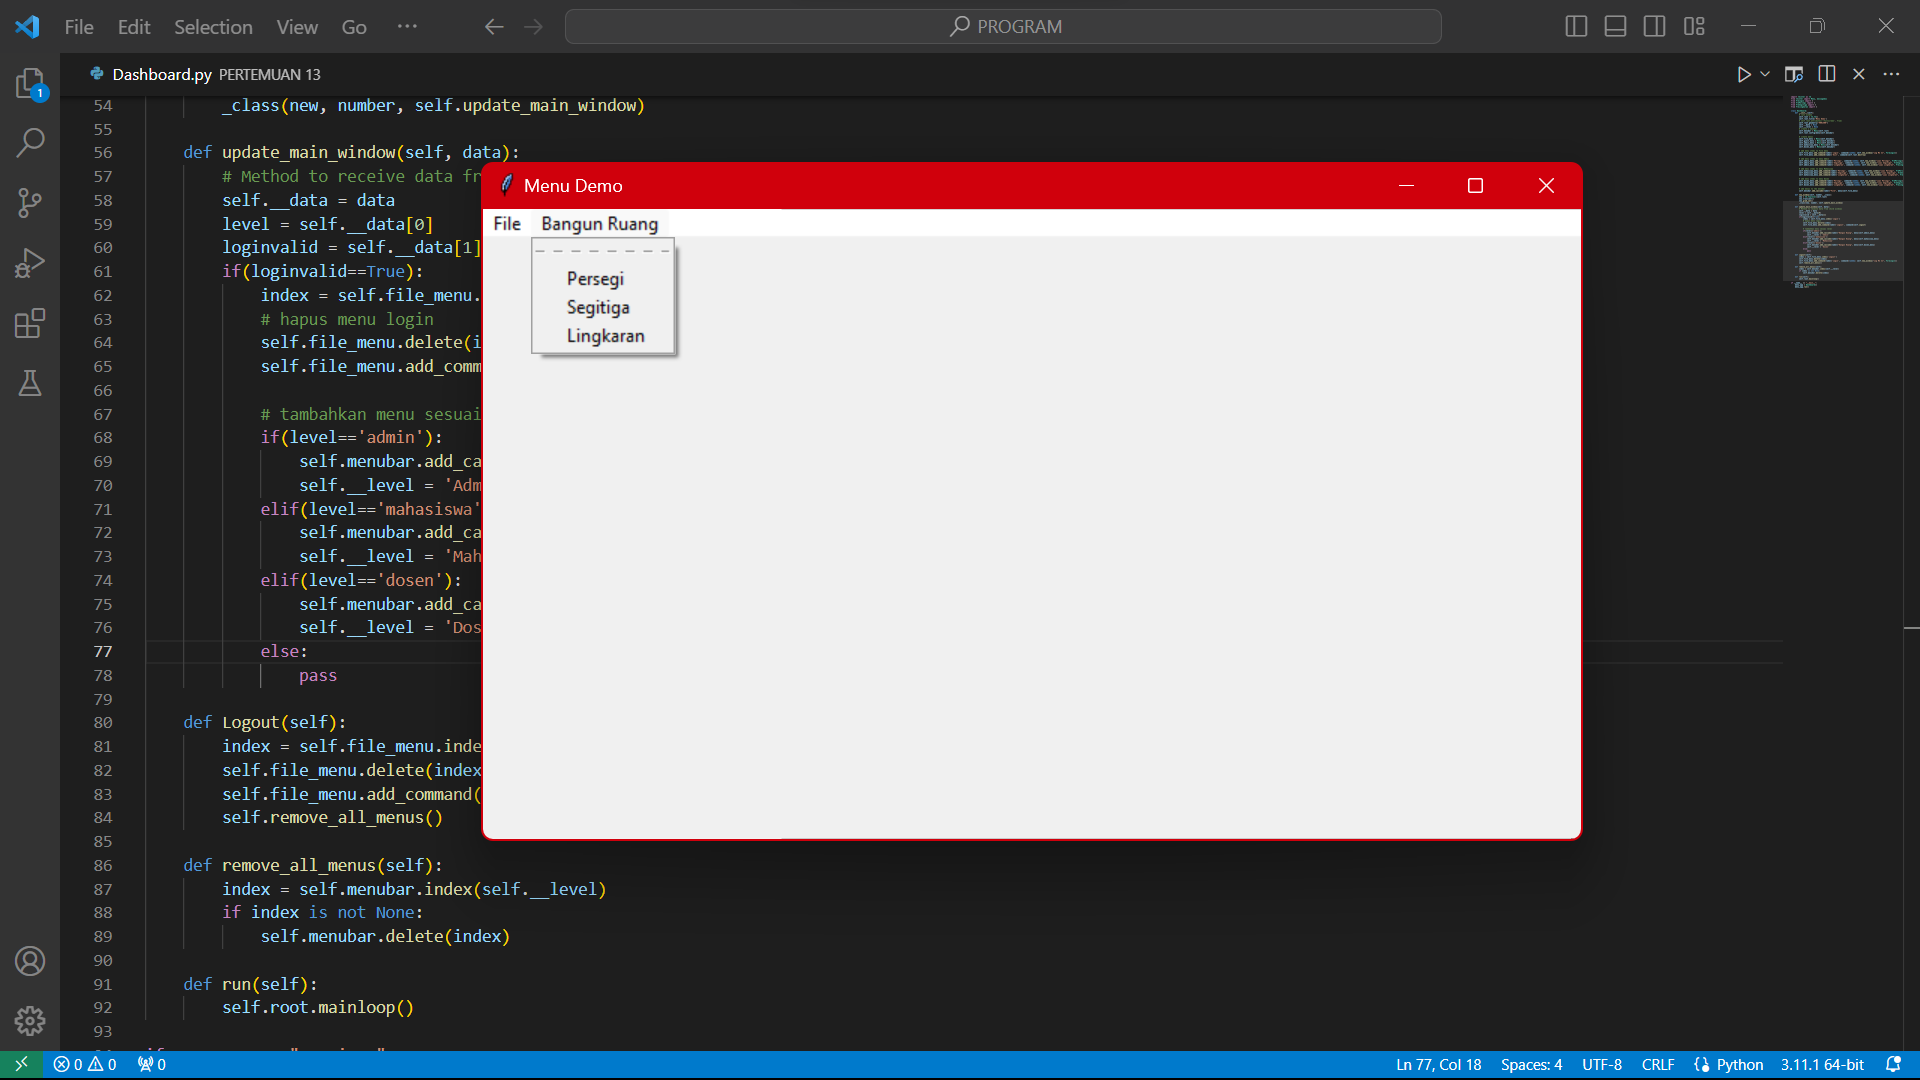 File Edit Selection View Go ··· PROGRAM
Dashboard.py PERTEMUAN 13
54 _class(new, number, self.update_main_window)
55
56 def update_main_window(self, data):
57 # Method to receive data fr
58 self.__data = data
59 level = self.__data[0]
60 loginvalid = self.__data[1]
61 if(loginvalid==True):
62 index = self.file_menu.
63 # hapus menu login
64 self.file_menu.delete(i
65 self.file_menu.add_comm
66
67 # tambahkan menu sesuai
68 if(level=='admin'):
69 self.menubar.add_ca
70 self.__level = 'Adm
71 elif(level=='mahasiswa'
72 self.menubar.add_ca
73 self.__level = 'Mah
74 elif(level=='dosen'):
75 self.menubar.add_ca
76 self.__level = 'Dos
77 else:
78 pass
79
80 def Logout(self):
81 index = self.file_menu.inde
82 self.file_menu.delete(index
83 self.file_menu.add_command(
84 self.remove_all_menus()
85
86 def remove_all_menus(self):
87 index = self.menubar.index(self.__level)
88 if index is not None:
89 self.menubar.delete(index)
90
91 def run(self):
92 self.root.mainloop()
93
Menu Demo
File Bangun Ruang
Persegi
Segitiga
Lingkaran
1
0 0 0 Ln 77, Col 18 Spaces: 4 UTF-8 CRLF Python 3.11.1 64-bit